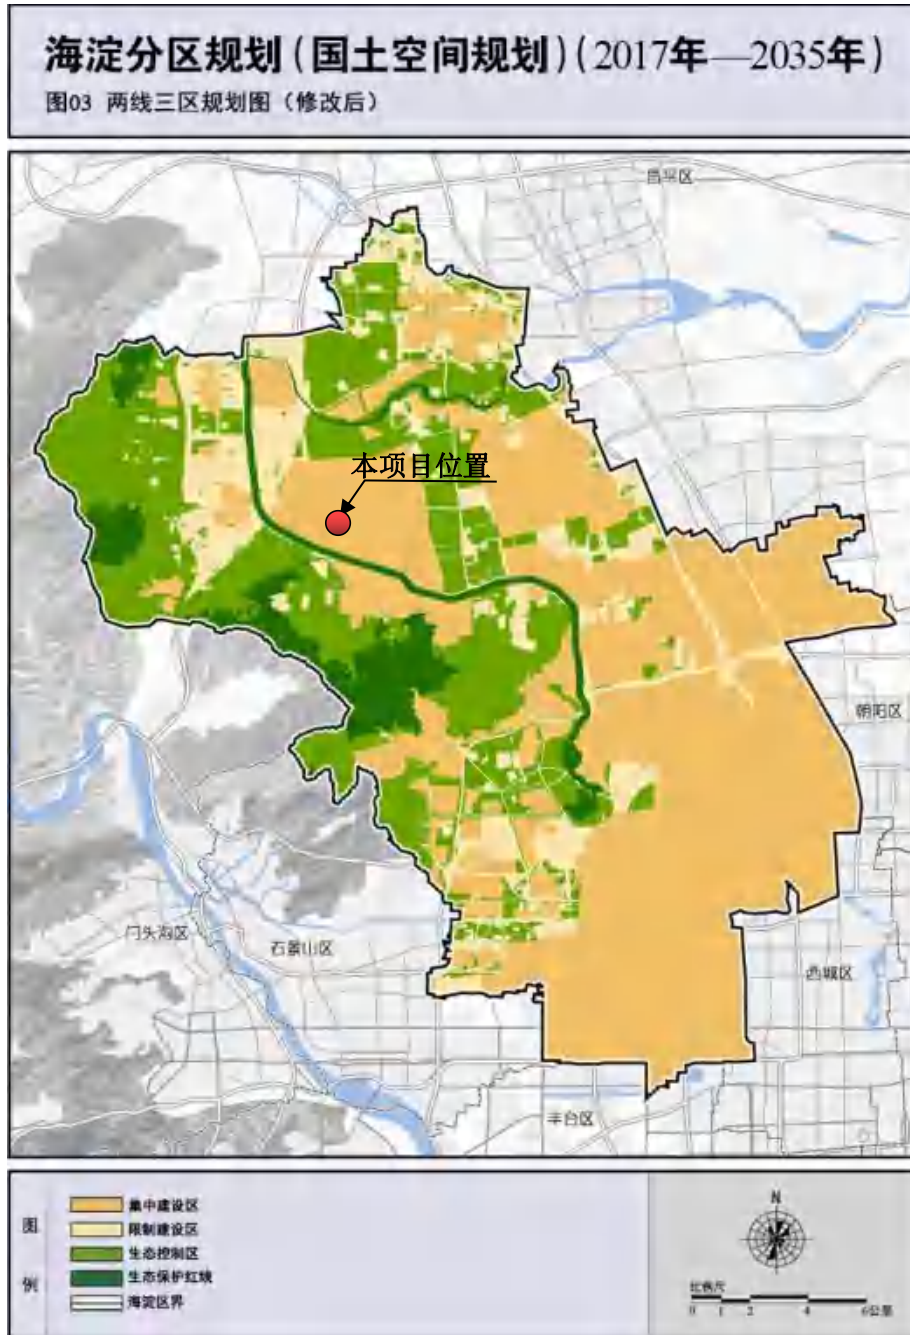 海淀分区规划(国土空间规划)(2017年—2035年)
图03 两线三区规划图(修改后)
昌平区
本项目位置
朝阳区
门头沟区
石景山区
西城区
丰台区
图例
集中建设区
限制建设区
生态控制区
生态保护红线
海淀区界
N
比例尺
0 1 2 4 6公里